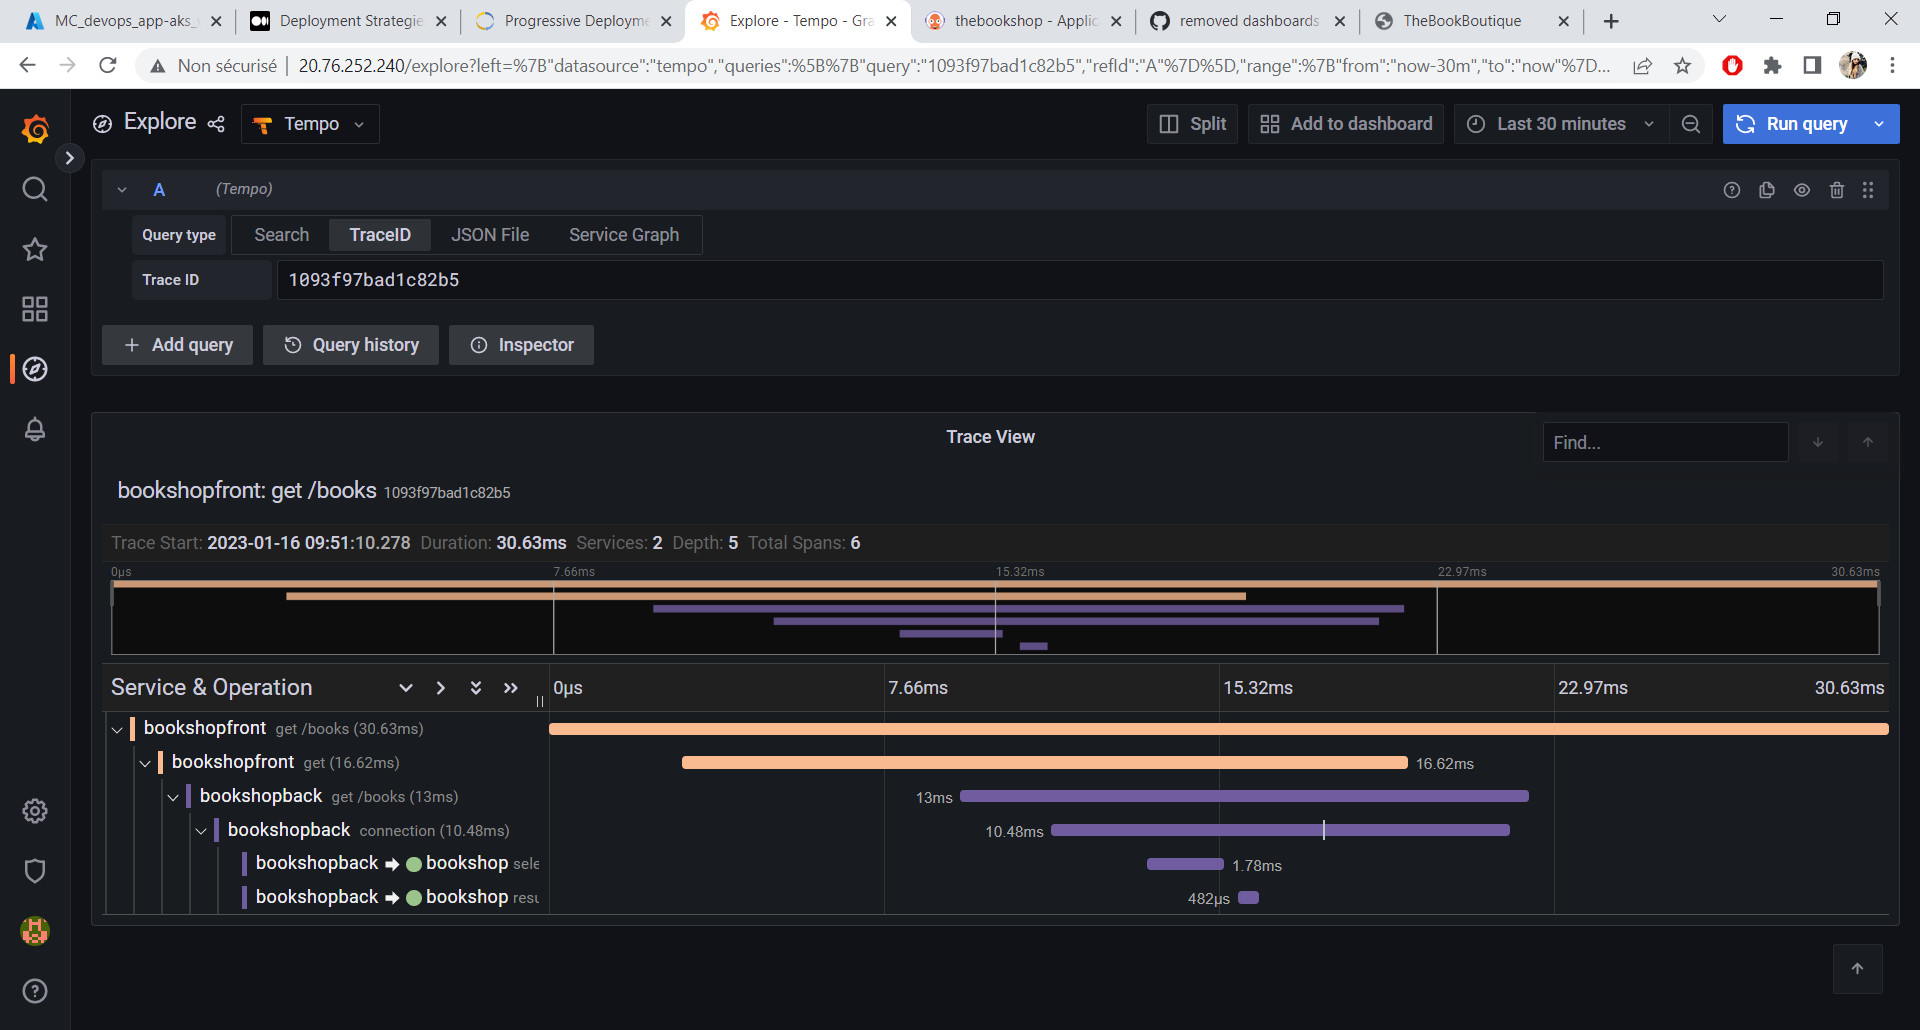 MC_devops_app-aks_
Deployment Strategie
Progressive Deployme
Explore - Tempo - Gra
thebookshop - Applic
removed dashboards
TheBookBoutique
Non sécurisé
20.76.252.240/explore?left=%7B"datasource":"tempo","queries":%5B%7B"query":"1093f97bad1c82b5","refId":"A"%7D%5D,"range":%7B"from":"now-30m","to":"now"%7D...
Explore
Tempo
Split
Add to dashboard
Last 30 minutes
Run query
A
(Tempo)
Query type
Search
TraceID
JSON File
Service Graph
Trace ID
1093f97bad1c82b5
Add query
Query history
Inspector
Trace View
Find...
bookshopfront: get /books 1093f97bad1c82b5
Trace Start: 2023-01-16 09:51:10.278 Duration: 30.63ms Services: 2 Depth: 5 Total Spans: 6
0μs 7.66ms 15.32ms 22.97ms 30.63ms
Service & Operation
0μs 7.66ms 15.32ms 22.97ms 30.63ms
bookshopfront get /books (30.63ms)
bookshopfront get (16.62ms)
16.62ms
bookshopback get /books (13ms)
13ms
bookshopback connection (10.48ms)
10.48ms
bookshopback bookshop sele
1.78ms
bookshopback bookshop resu
482μs